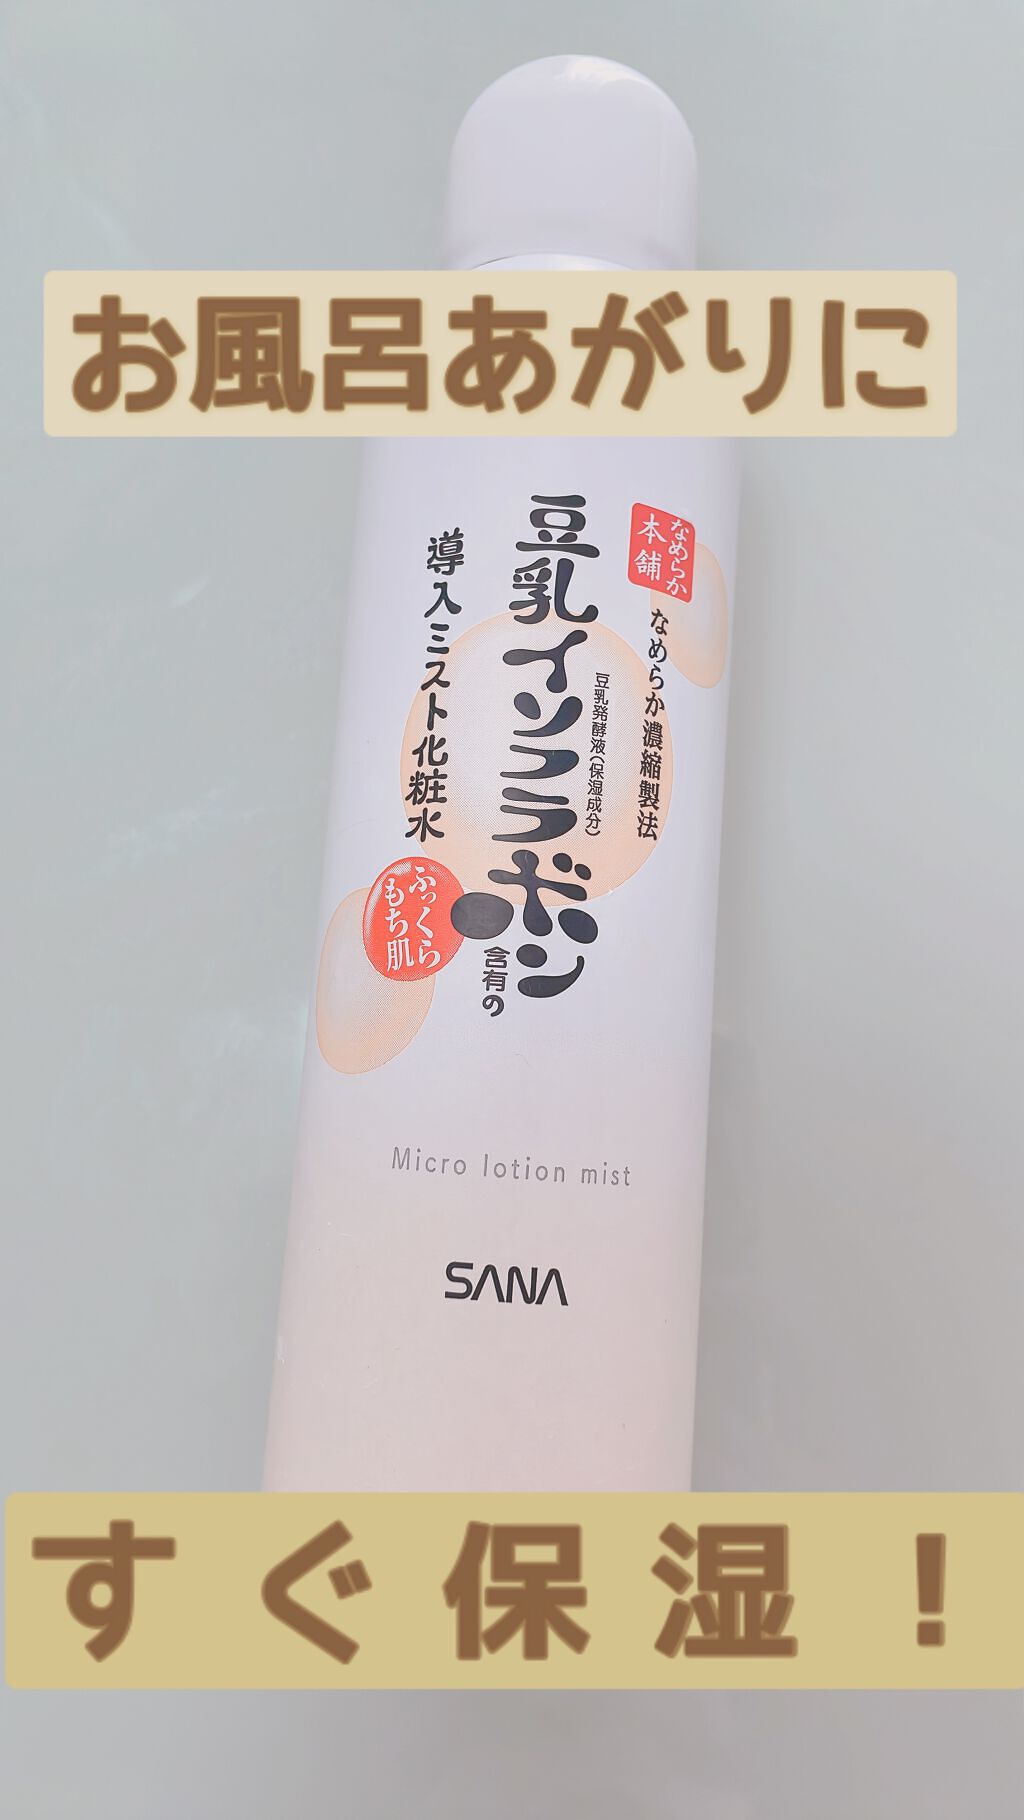 お風呂あがりに
なめらか
本舗
なめらか濃縮製法
豆乳イソフラボン
豆乳発酵液(保湿成分)
含有の
導入ミスト化粧水
ふっくら
もち肌
Micro lotion mist
SANA
すぐ保湿！